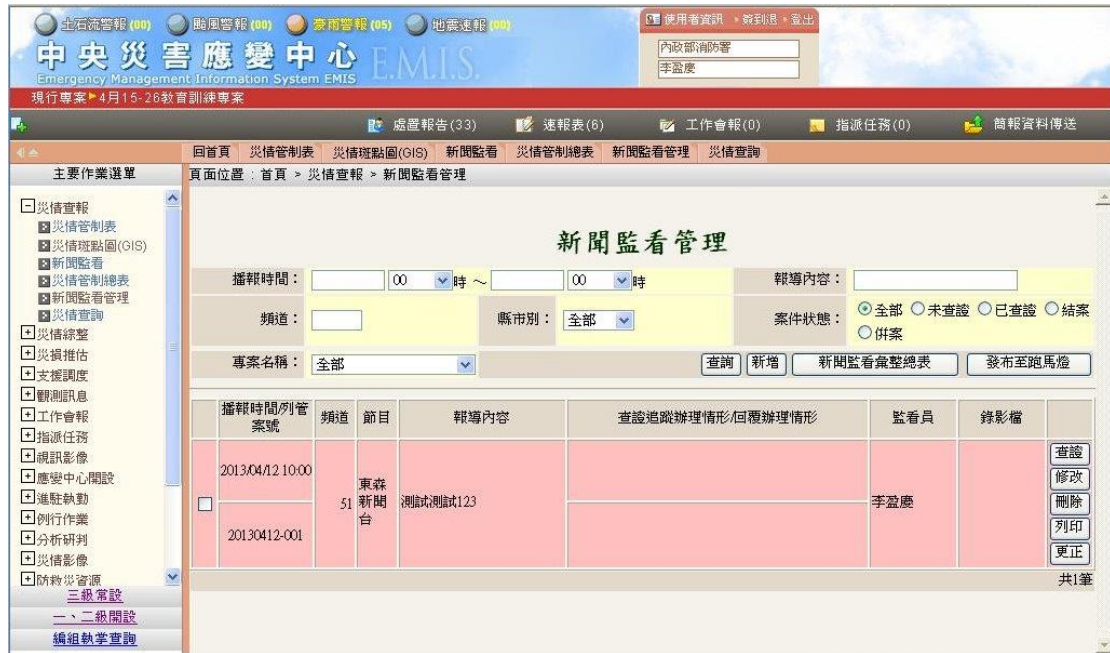 土石流警報 (00) 颱風警報 (00) 豪雨警報 (05) 地震速報 (00)
使用者資訊 ▸簽到退▸登出
中央災害應變中心 E.M.I.S.
Emergency Management Information System EMIS
內政部消防署
李盈慶
現行專案▸4月15-26教育訓練專案
處置報告(33) 速報表(6) 工作會報(0) 指派任務(0) 簡報資料傳送
回首頁 災情管制表 災情斑點圖(GIS) 新聞監看 災情管制總表 新聞監看管理 災情查詢
主要作業選單
頁面位置：首頁 > 災情查報 > 新聞監看管理
災情查報
災情管制表
災情斑點圖(GIS)
新聞監看
災情管制總表
新聞監看管理
災情查詢
災情綜整
災損推估
支援調度
觀測訊息
工作會報
指派任務
視訊影像
應變中心開設
進駐執勤
例行作業
分析研判
災情影像
防救災資源
三級常設
一、二級開設
編組執掌查詢
新聞監看管理
播報時間： 00 時 ～ 00 時 報導內容：
頻道： 縣市別： 全部 案件狀態： 全部 未查證 已查證 結案
併案
專案名稱： 全部 查詢 新增 新聞監看彙整總表 發布至跑馬燈
播報時間/列管案號 頻道 節目 報導內容 查證追蹤辦理情形/回覆辦理情形 監看員 錄影檔
2013/04/12 10:00
20130412-001
51
東森新聞台
測試測試123
李盈慶
查證
修改
刪除
列印
更正
共1筆